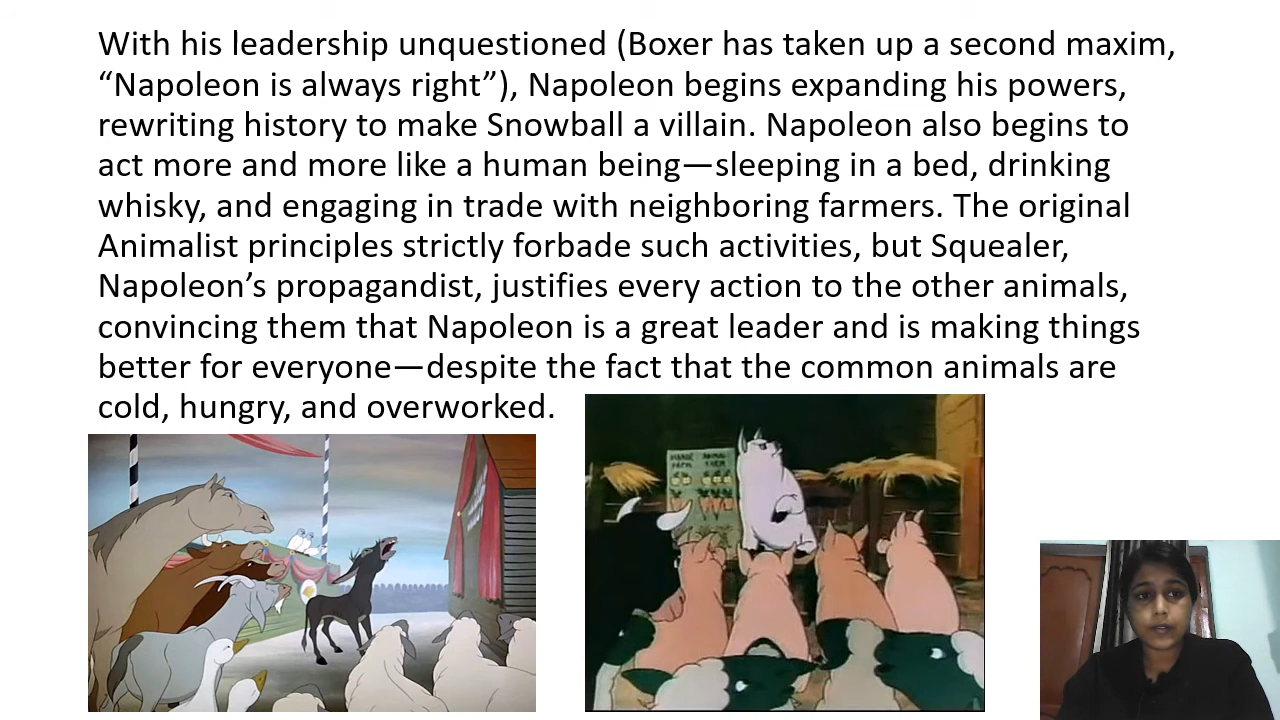 With his leadership unquestioned (Boxer has taken up a second maxim,
“Napoleon is always right”), Napoleon begins expanding his powers,
rewriting history to make Snowball a villain. Napoleon also begins to
act more and more like a human being—sleeping in a bed, drinking
whisky, and engaging in trade with neighboring farmers. The original
Animalist principles strictly forbade such activities, but Squealer,
Napoleon’s propagandist, justifies every action to the other animals,
convincing them that Napoleon is a great leader and is making things
better for everyone—despite the fact that the common animals are
cold, hungry, and overworked.
ANIMAL
FARM